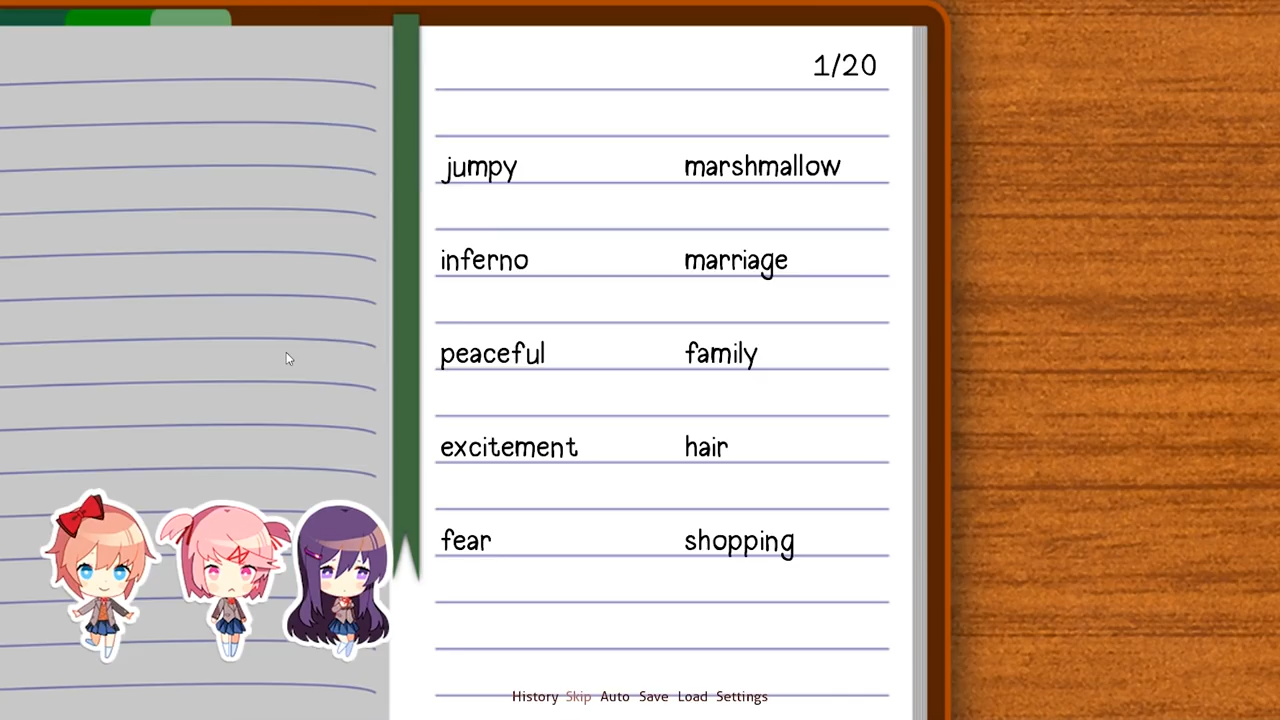 1/20
jumpy marshmallow
inferno marriage
peaceful family
excitement hair
fear shopping
History Skip Auto Save Load Settings